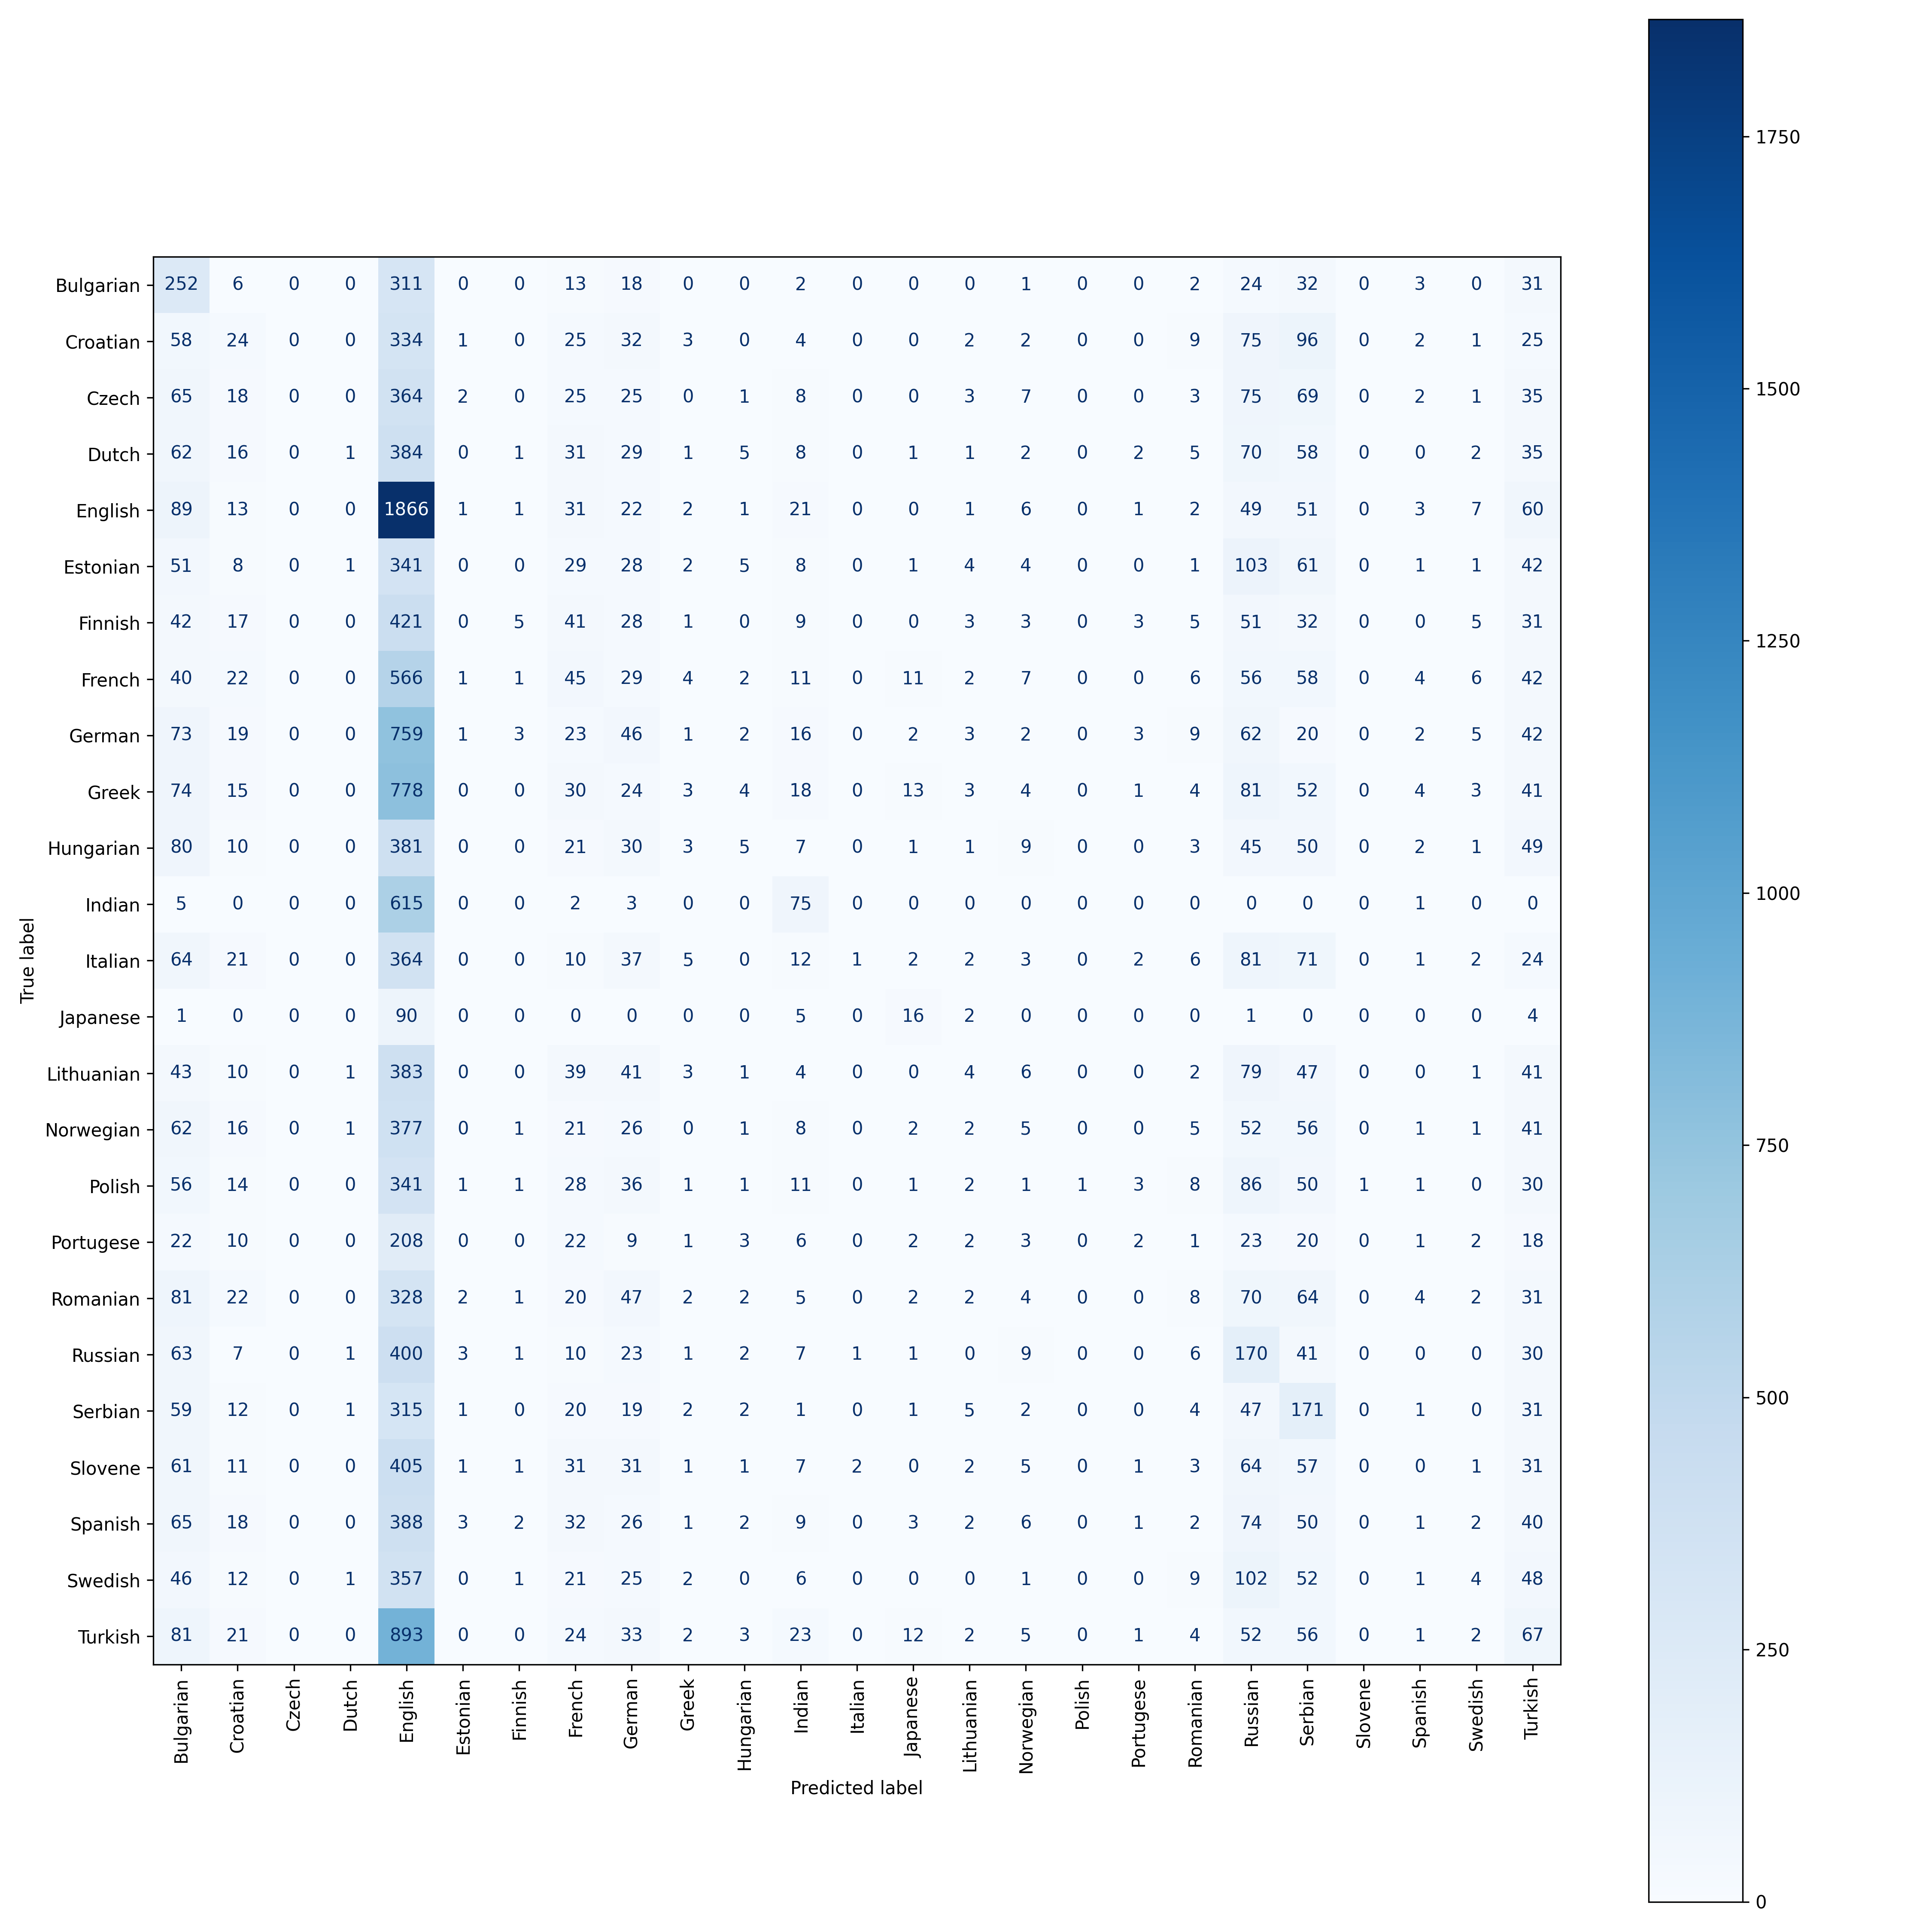 Bulgarian 252 6 0 0 311 0 0 13 18 0 0 2 0 0 0 1 0 0 2 24 32 0 3 0 31
Croatian 58 24 0 0 334 1 0 25 32 3 0 4 0 0 2 2 0 0 9 75 96 0 2 1 25
Czech 65 18 0 0 364 2 0 25 25 0 1 8 0 0 3 7 0 0 3 75 69 0 2 1 35
Dutch 62 16 0 1 384 0 1 31 29 1 5 8 0 1 1 2 0 2 5 70 58 0 0 2 35
English 89 13 0 0 1866 1 1 31 22 2 1 21 0 0 1 6 0 1 2 49 51 0 3 7 60
Estonian 51 8 0 1 341 0 0 29 28 2 5 8 0 1 4 4 0 0 1 103 61 0 1 1 42
Finnish 42 17 0 0 421 0 5 41 28 1 0 9 0 0 3 3 0 3 5 51 32 0 0 5 31
French 40 22 0 0 566 1 1 45 29 4 2 11 0 11 2 7 0 0 6 56 58 0 4 6 42
German 73 19 0 0 759 1 3 23 46 1 2 16 0 2 3 2 0 3 9 62 20 0 2 5 42
Greek 74 15 0 0 778 0 0 30 24 3 4 18 0 13 3 4 0 1 4 81 52 0 4 3 41
Hungarian 80 10 0 0 381 0 0 21 30 3 5 7 0 1 1 9 0 0 3 45 50 0 2 1 49
Indian 5 0 0 0 615 0 0 2 3 0 0 75 0 0 0 0 0 0 0 0 0 0 1 0 0
Italian 64 21 0 0 364 0 0 10 37 5 0 12 1 2 2 3 0 2 6 81 71 0 1 2 24
Japanese 1 0 0 0 90 0 0 0 0 0 0 5 0 16 2 0 0 0 0 1 0 0 0 0 4
Lithuanian 43 10 0 1 383 0 0 39 41 3 1 4 0 0 4 6 0 0 2 79 47 0 0 1 41
Norwegian 62 16 0 1 377 0 1 21 26 0 1 8 0 2 2 5 0 0 5 52 56 0 1 1 41
Polish 56 14 0 0 341 1 1 28 36 1 1 11 0 1 2 1 1 3 8 86 50 1 1 0 30
Portugese 22 10 0 0 208 0 0 22 9 1 3 6 0 2 2 3 0 2 1 23 20 0 1 2 18
Romanian 81 22 0 0 328 2 1 20 47 2 2 5 0 2 2 4 0 0 8 70 64 0 4 2 31
Russian 63 7 0 1 400 3 1 10 23 1 2 7 1 1 0 9 0 0 6 170 41 0 0 0 30
Serbian 59 12 0 1 315 1 0 20 19 2 2 1 0 1 5 2 0 0 4 47 171 0 1 0 31
Slovene 61 11 0 0 405 1 1 31 31 1 1 7 2 0 2 5 0 1 3 64 57 0 0 1 31
Spanish 65 18 0 0 388 3 2 32 26 1 2 9 0 3 2 6 0 1 2 74 50 0 1 2 40
Swedish 46 12 0 1 357 0 1 21 25 2 0 6 0 0 0 1 0 0 9 102 52 0 1 4 48
Turkish 81 21 0 0 893 0 0 24 33 2 3 23 0 12 2 5 0 1 4 52 56 0 1 2 67
Bulgarian Croatian Czech Dutch English Estonian Finnish French German Greek Hungarian Indian Italian Japanese Lithuanian Norwegian Polish Portugese Romanian Russian Serbian Slovene Spanish Swedish Turkish
Predicted label
True label
1750
1500
1250
1000
750
500
250
0